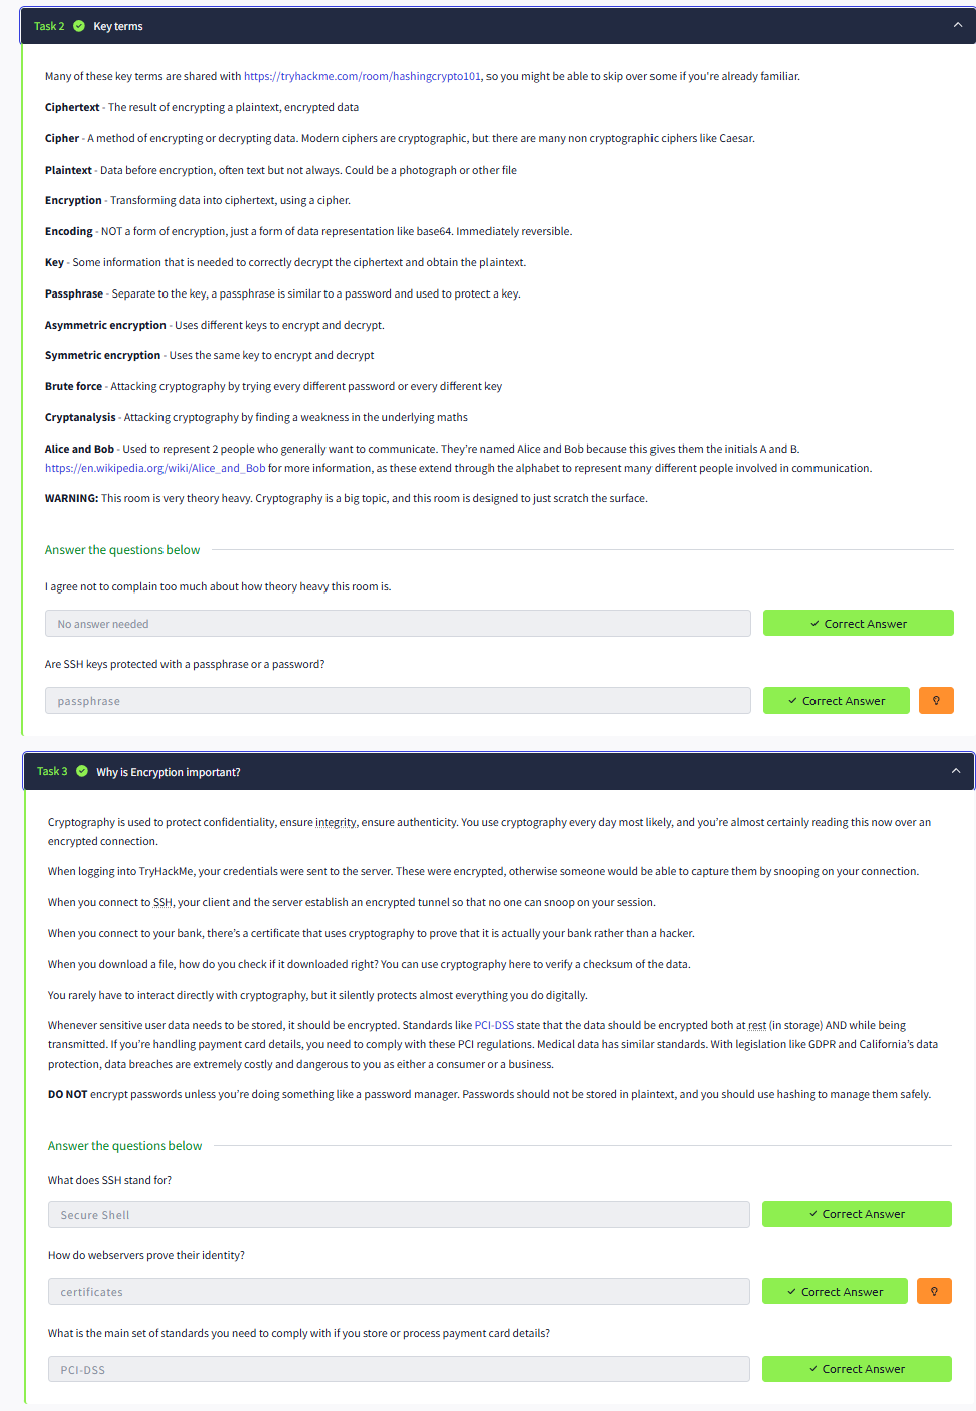 Task 2 Key terms
Many of these key terms are shared with https://tryhackme.com/room/hashingcrypto101, so you might be able to skip over some if you're already familiar.
Ciphertext - The result of encrypting a plaintext, encrypted data
Cipher - A method of encrypting or decrypting data. Modern ciphers are cryptographic, but there are many non cryptographic ciphers like Caesar.
Plaintext - Data before encryption, often text but not always. Could be a photograph or other file
Encryption - Transforming data into ciphertext, using a cipher.
Encoding - NOT a form of encryption, just a form of data representation like base64. Immediately reversible.
Key - Some information that is needed to correctly decrypt the ciphertext and obtain the plaintext.
Passphrase - Separate to the key, a passphrase is similar to a password and used to protect a key.
Asymmetric encryption - Uses different keys to encrypt and decrypt.
Symmetric encryption - Uses the same key to encrypt and decrypt
Brute force - Attacking cryptography by trying every different password or every different key
Cryptanalysis - Attacking cryptography by finding a weakness in the underlying maths
Alice and Bob - Used to represent 2 people who generally want to communicate. They're named Alice and Bob because this gives them the initials A and B.
https://en.wikipedia.org/wiki/Alice_and_Bob for more information, as these extend through the alphabet to represent many different people involved in communication.
WARNING: This room is very theory heavy. Cryptography is a big topic, and this room is designed to just scratch the surface.
Answer the questions below
I agree not to complain too much about how theory heavy this room is.
No answer needed
Correct Answer
Are SSH keys protected with a passphrase or a password?
passphrase
Correct Answer
Task 3 Why is Encryption important?
Cryptography is used to protect confidentiality, ensure integrity, ensure authenticity. You use cryptography every day most likely, and you're almost certainly reading this now over an
encrypted connection.
When logging into TryHackMe, your credentials were sent to the server. These were encrypted, otherwise someone would be able to capture them by snooping on your connection.
When you connect to SSH, your client and the server establish an encrypted tunnel so that no one can snoop on your session.
When you connect to your bank, there's a certificate that uses cryptography to prove that it is actually your bank rather than a hacker.
When you download a file, how do you check if it downloaded right? You can use cryptography here to verify a checksum of the data.
You rarely have to interact directly with cryptography, but it silently protects almost everything you do digitally.
Whenever sensitive user data needs to be stored, it should be encrypted. Standards like PCI-DSS state that the data should be encrypted both at rest (in storage) AND while being
transmitted. If you're handling payment card details, you need to comply with these PCI regulations. Medical data has similar standards. With legislation like GDPR and California's data
protection, data breaches are extremely costly and dangerous to you as either a consumer or a business.
DO NOT encrypt passwords unless you're doing something like a password manager. Passwords should not be stored in plaintext, and you should use hashing to manage them safely.
Answer the questions below
What does SSH stand for?
Secure Shell
Correct Answer
How do webservers prove their identity?
certificates
Correct Answer
What is the main set of standards you need to comply with if you store or process payment card details?
PCI-DSS
Correct Answer